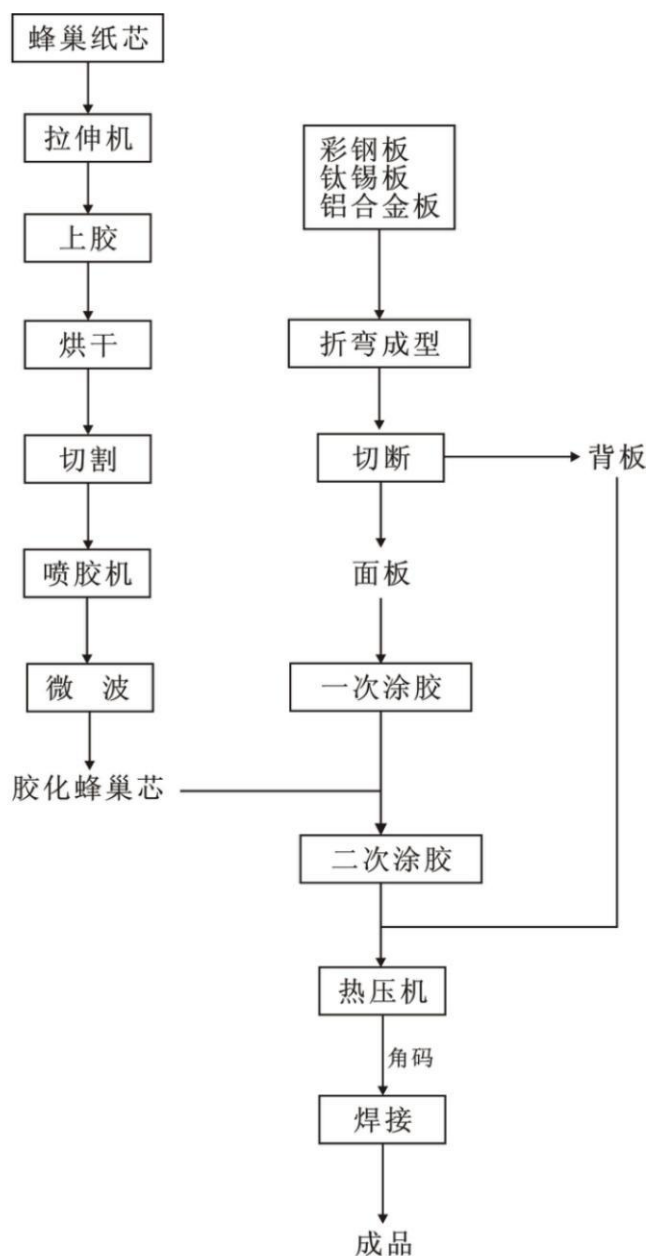 蜂巢纸芯
拉伸机
上胶
烘干
切割
喷胶机
微 波
胶化蜂巢芯
彩钢板
钛锡板
铝合金板
折弯成型
切断
背板
面板
一次涂胶
二次涂胶
热压机
角码
焊接
成品